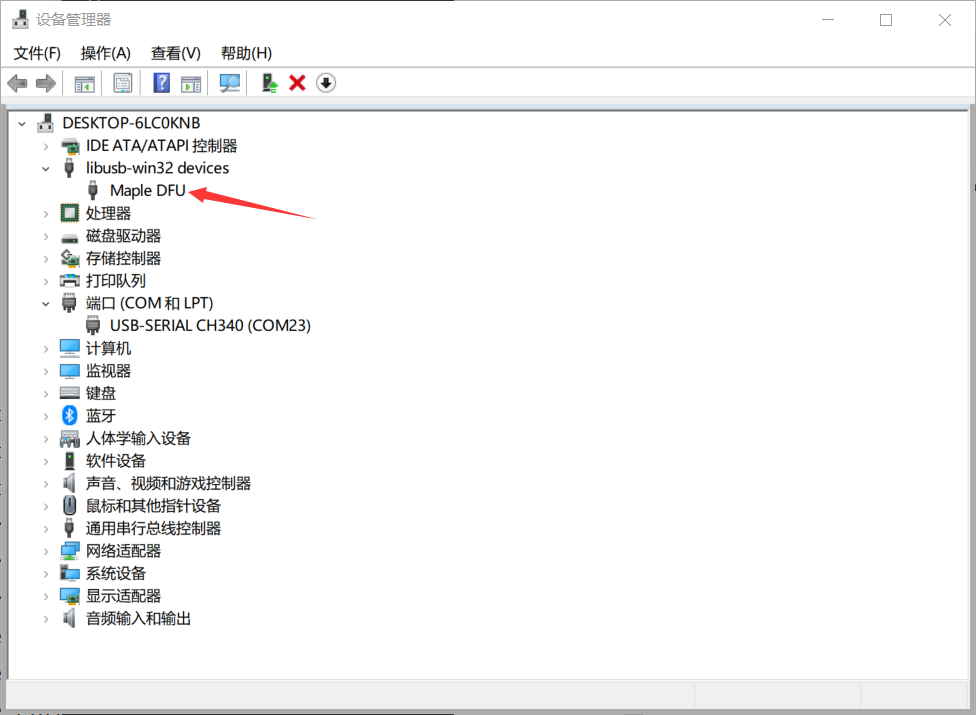 设备管理器
文件(F) 操作(A) 查看(V) 帮助(H)
DESKTOP-6LC0KNB
IDE ATA/ATAPI 控制器
libusb-win32 devices
Maple DFU
处理器
磁盘驱动器
存储控制器
打印队列
端口 (COM 和 LPT)
USB-SERIAL CH340 (COM23)
计算机
监视器
键盘
蓝牙
人体学输入设备
软件设备
声音、视频和游戏控制器
鼠标和其他指针设备
通用串行总线控制器
网络适配器
系统设备
显示适配器
音频输入和输出